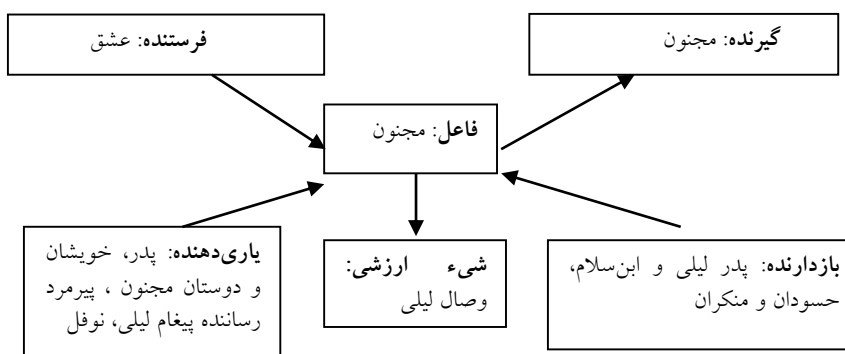 گیرنده: مجنون
فرستنده: عشق
فاعل: مجنون
بازدارنده: پدر لیلی و ابن‌سلام،
حسودان و منکران
شیء ارزشی:
وصال لیلی
یاری‌دهنده: پدر، خویشان
و دوستان مجنون ، پیرمرد
رساننده پیغام لیلی، نوفل